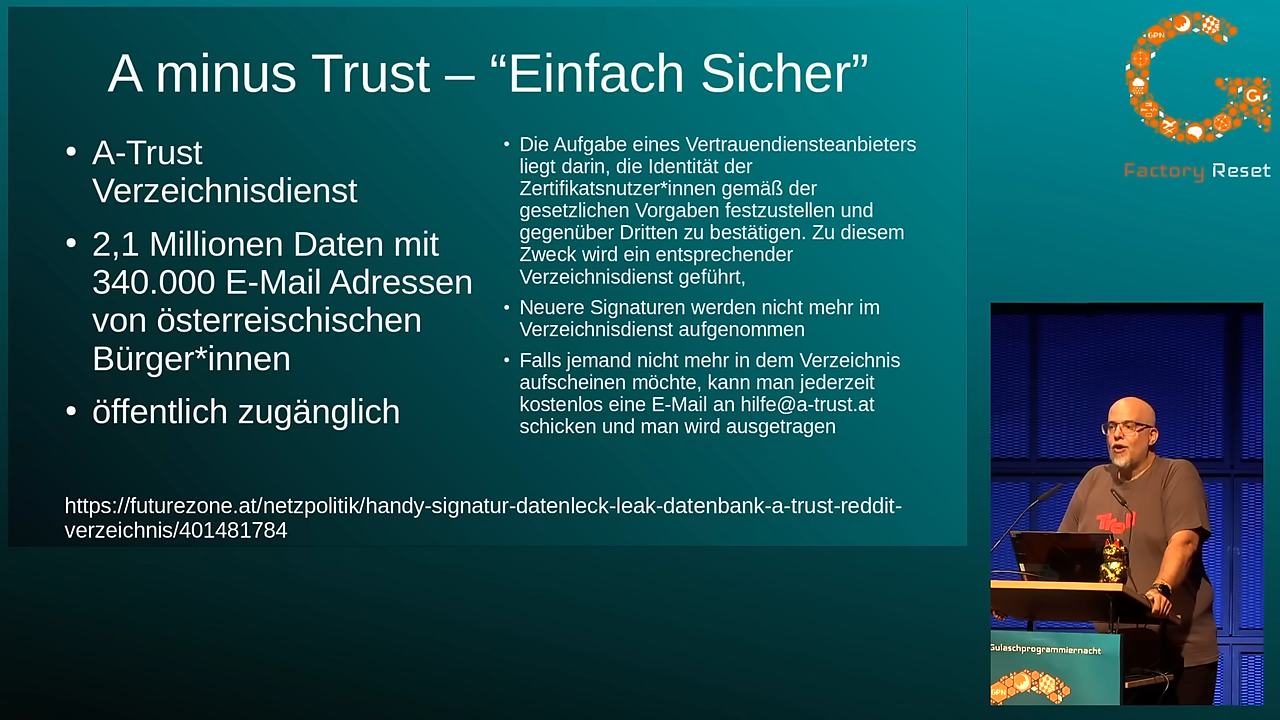 A minus Trust – “Einfach Sicher”
• A-Trust
Verzeichnisdienst
• 2,1 Millionen Daten mit
340.000 E-Mail Adressen
von österreischischen
Bürger*innen
• öffentlich zugänglich
• Die Aufgabe eines Vertrauendiensteanbieters
liegt darin, die Identität der
Zertifikatsnutzer*innen gemäß der
gesetzlichen Vorgaben festzustellen und
gegenüber Dritten zu bestätigen. Zu diesem
Zweck wird ein entsprechender
Verzeichnisdienst geführt,
• Neuere Signaturen werden nicht mehr im
Verzeichnisdienst aufgenommen
• Falls jemand nicht mehr in dem Verzeichnis
aufscheinen möchte, kann man jederzeit
kostenlos eine E-Mail an hilfe@a-trust.at
schicken und man wird ausgetragen
https://futurezone.at/netzpolitik/handy-signatur-datenleck-leak-datenbank-a-trust-reddit-
verzeichnis/401481784
GPN
G
Factory Reset
Gulaschprogrammiernacht
GPN